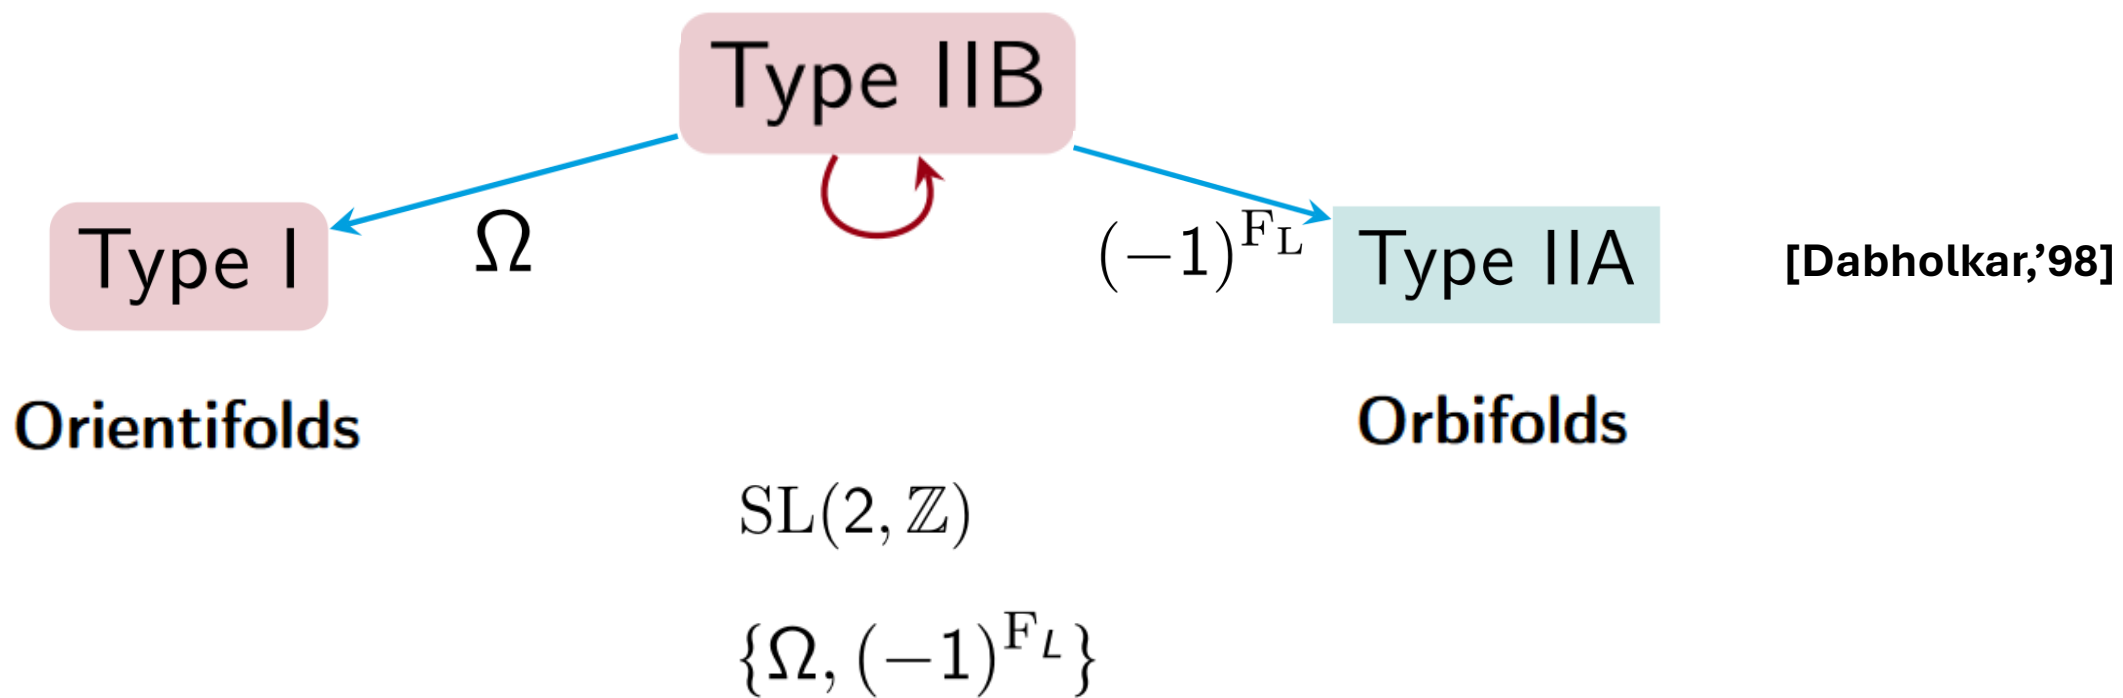 Type IIB
Type I
Ω
(−1)^{F_L}
Type IIA
[Dabholkar,’98]
Orientifolds
Orbifolds
SL(2, ℤ)
{Ω, (−1)^{F_L}}